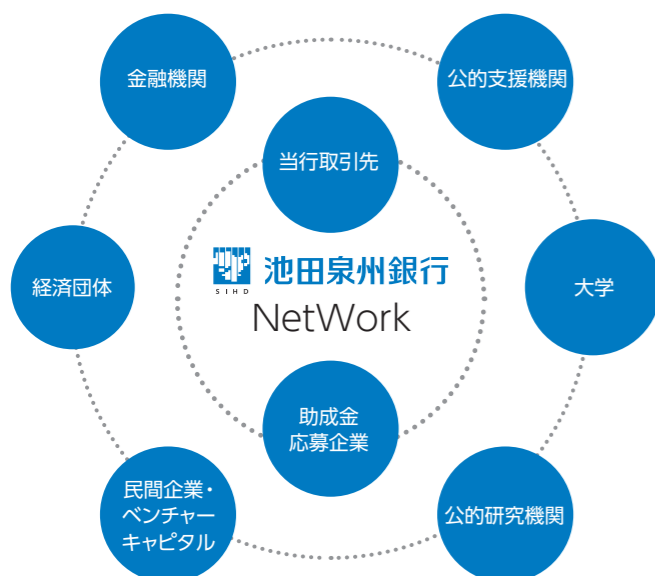 金融機関
公的支援機関
当行取引先
経済団体
SIHD
池田泉州銀行
NetWork
大学
助成金
応募企業
民間企業・
ベンチャー
キャピタル
公的研究機関